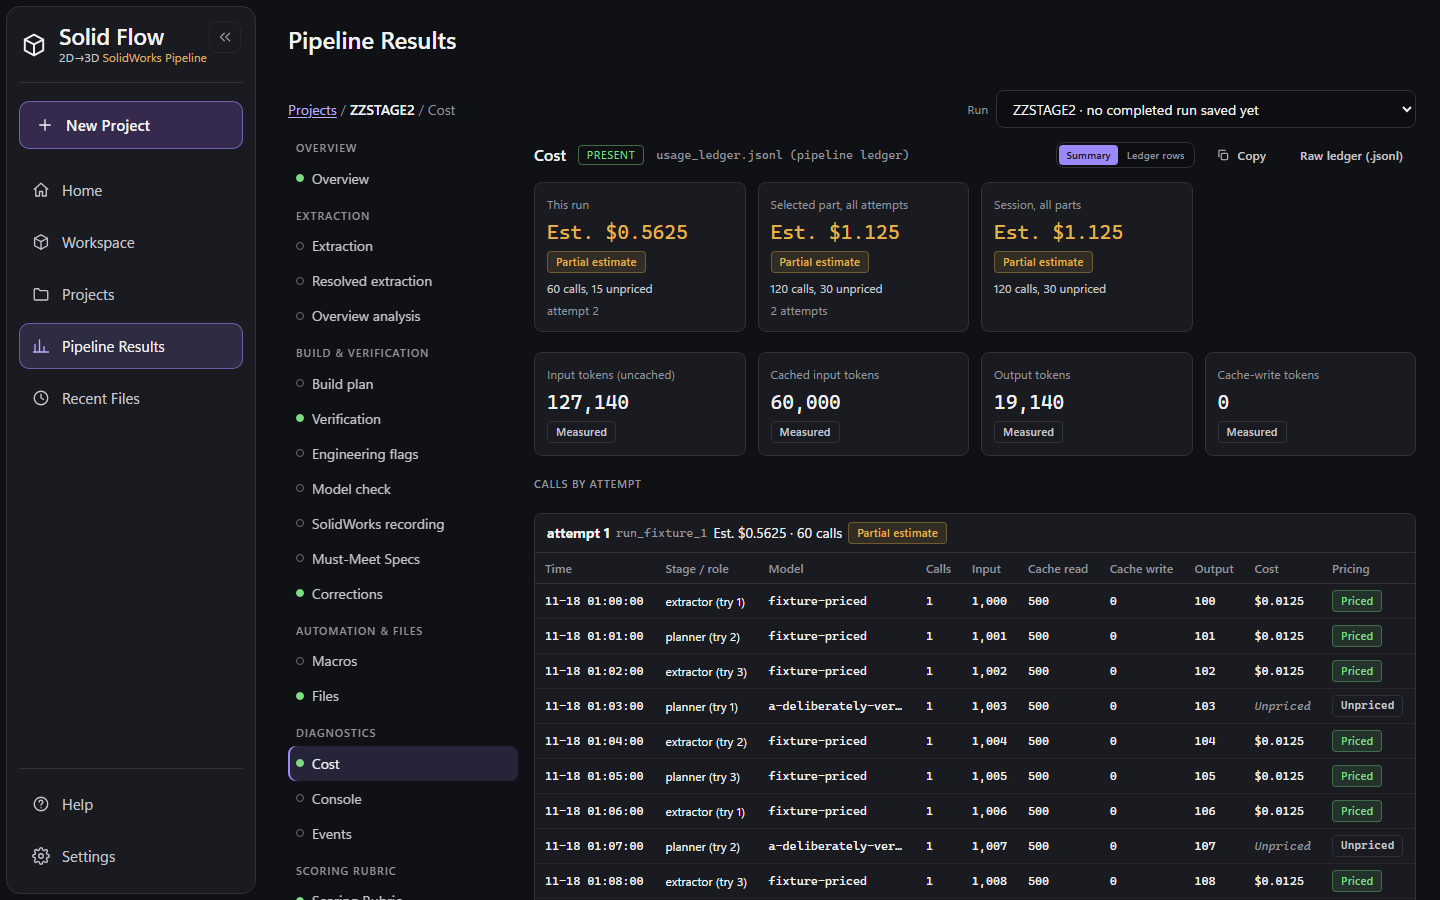 Solid Flow
2D→3D SolidWorks Pipeline
New Project
Home
Workspace
Projects
Pipeline Results
Recent Files
Help
Settings
Pipeline Results
Projects / ZZSTAGE2 / Cost
Run ZZSTAGE2 · no completed run saved yet
OVERVIEW
Overview
EXTRACTION
Extraction
Resolved extraction
Overview analysis
BUILD & VERIFICATION
Build plan
Verification
Engineering flags
Model check
SolidWorks recording
Must-Meet Specs
Corrections
AUTOMATION & FILES
Macros
Files
DIAGNOSTICS
Cost
Console
Events
SCORING RUBRIC
Scoring Rubric
Cost PRESENT usage_ledger.jsonl (pipeline ledger) Summary Ledger rows Copy Raw ledger (.jsonl)
This run
Est. $0.5625
Partial estimate
60 calls, 15 unpriced
attempt 2
Selected part, all attempts
Est. $1.125
Partial estimate
120 calls, 30 unpriced
2 attempts
Session, all parts
Est. $1.125
Partial estimate
120 calls, 30 unpriced
Input tokens (uncached)
127,140
Measured
Cached input tokens
60,000
Measured
Output tokens
19,140
Measured
Cache-write tokens
0
Measured
CALLS BY ATTEMPT
attempt 1 run_fixture_1 Est. $0.5625 · 60 calls Partial estimate
Time Stage / role Model Calls Input Cache read Cache write Output Cost Pricing
11-18 01:00:00 extractor (try 1) fixture-priced 1 1,000 500 0 100 $0.0125 Priced
11-18 01:01:00 planner (try 2) fixture-priced 1 1,001 500 0 101 $0.0125 Priced
11-18 01:02:00 extractor (try 3) fixture-priced 1 1,002 500 0 102 $0.0125 Priced
11-18 01:03:00 planner (try 1) a-deliberately-ver… 1 1,003 500 0 103 Unpriced Unpriced
11-18 01:04:00 extractor (try 2) fixture-priced 1 1,004 500 0 104 $0.0125 Priced
11-18 01:05:00 planner (try 3) fixture-priced 1 1,005 500 0 105 $0.0125 Priced
11-18 01:06:00 extractor (try 1) fixture-priced 1 1,006 500 0 106 $0.0125 Priced
11-18 01:07:00 planner (try 2) a-deliberately-ver… 1 1,007 500 0 107 Unpriced Unpriced
11-18 01:08:00 extractor (try 3) fixture-priced 1 1,008 500 0 108 $0.0125 Priced